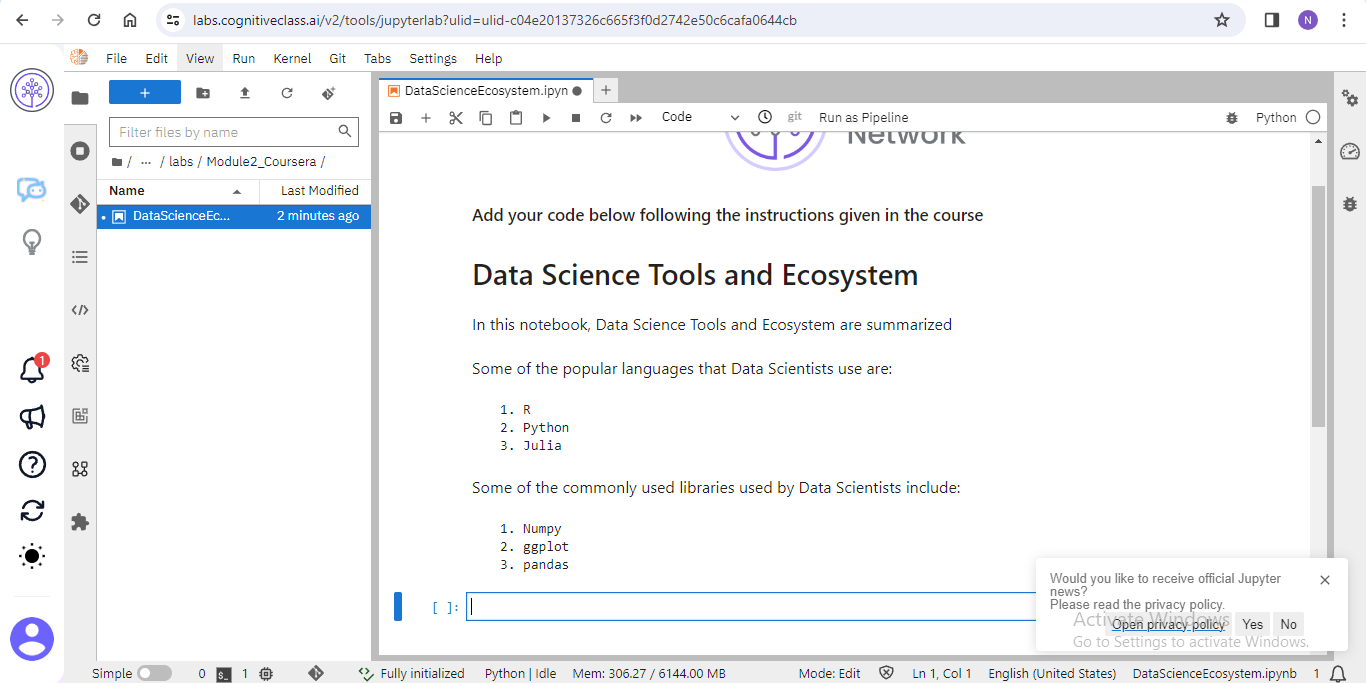 labs.cognitiveclass.ai/v2/tools/jupyterlab?ulid=ulid-c04e20137326c665f3f0d2742e50c6cafa0644cb
N
File Edit View Run Kernel Git Tabs Settings Help
+
DataScienceEcosystem.ipyn
+
Filter files by name
Code
git
Run as Pipeline
Python
/ ... / labs / Module2_Coursera /
Name
Last Modified
DataScienceEc...
2 minutes ago
Network
Add your code below following the instructions given in the course
Data Science Tools and Ecosystem
In this notebook, Data Science Tools and Ecosystem are summarized
Some of the popular languages that Data Scientists use are:
1. R
2. Python
3. Julia
Some of the commonly used libraries used by Data Scientists include:
1. Numpy
2. ggplot
3. pandas
[ ]:
1
Would you like to receive official Jupyter
news?
Please read the privacy policy.
Open privacy policy
Yes
No
Activate Windows
Go to Settings to activate Windows.
Simple
0
$_
1
Fully initialized
Python | Idle
Mem: 306.27 / 6144.00 MB
Mode: Edit
Ln 1, Col 1
English (United States)
DataScienceEcosystem.ipynb
1